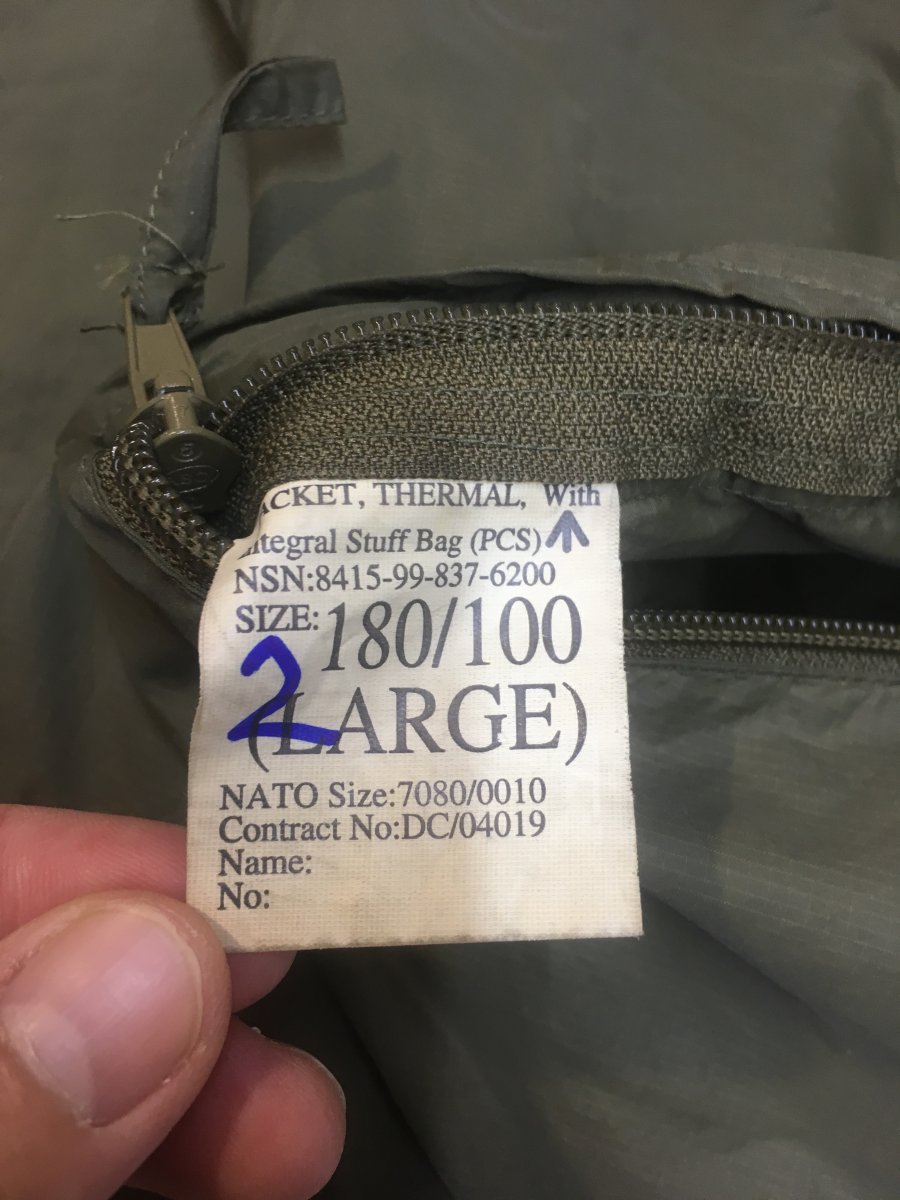 ACKET, THERMAL, With
ntegral Stuff Bag (PCS)
NSN:8415-99-837-6200
SIZE: 180/100
2
(LARGE)
NATO Size:7080/0010
Contract No:DC/04019
Name:
No: